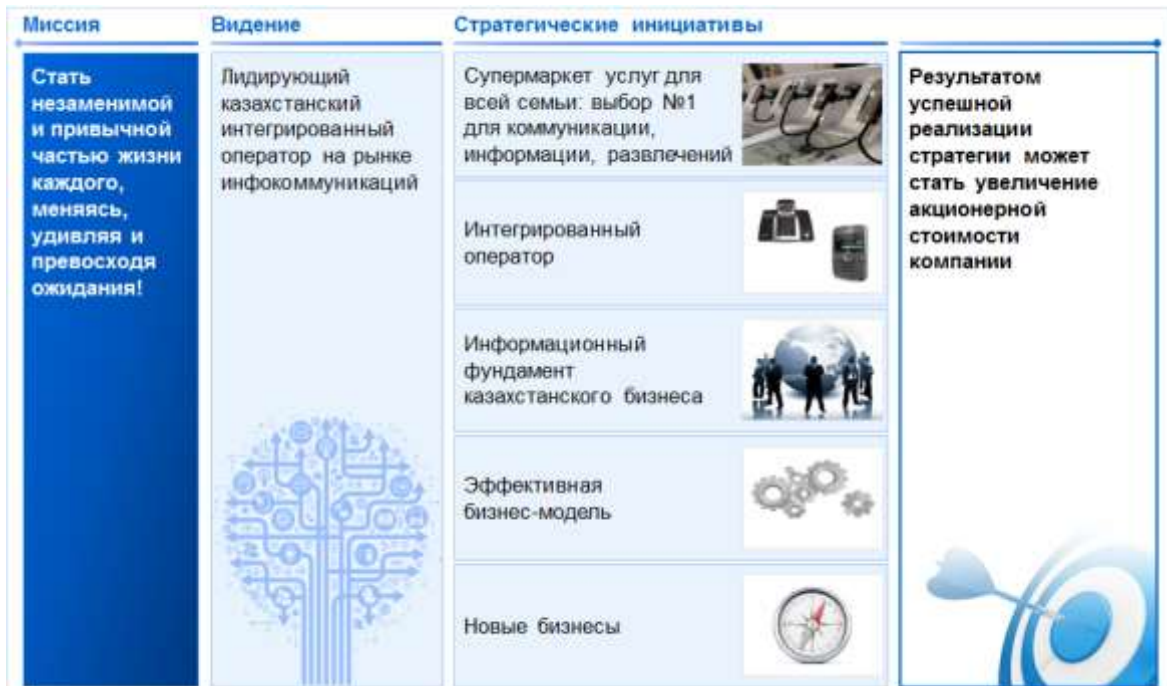 Миссия
Видение
Стратегические инициативы
Стать
незаменимой
и привычной
частью жизни
каждого,
меняясь,
удивляя и
превосходя
ожидания!
Лидирующий
казахстанский
интегрированный
оператор на рынке
инфокоммуникаций
Супермаркет услуг для
всей семьи: выбор №1
для коммуникации,
информации, развлечений
Интегрированный
оператор
Информационный
фундамент
казахстанского бизнеса
Эффективная
бизнес-модель
Новые бизнесы
Результатом
успешной
реализации
стратегии может
стать увеличение
акционерной
стоимости
компании